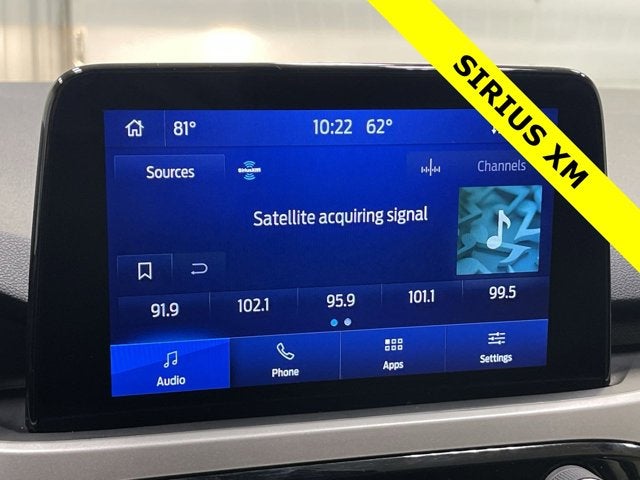 SIRIUS XM
81° 10:22 62°
Sources SiriusXM Channels
Satellite acquiring signal
91.9 102.1 95.9 101.1 99.5
Audio Phone Apps Settings